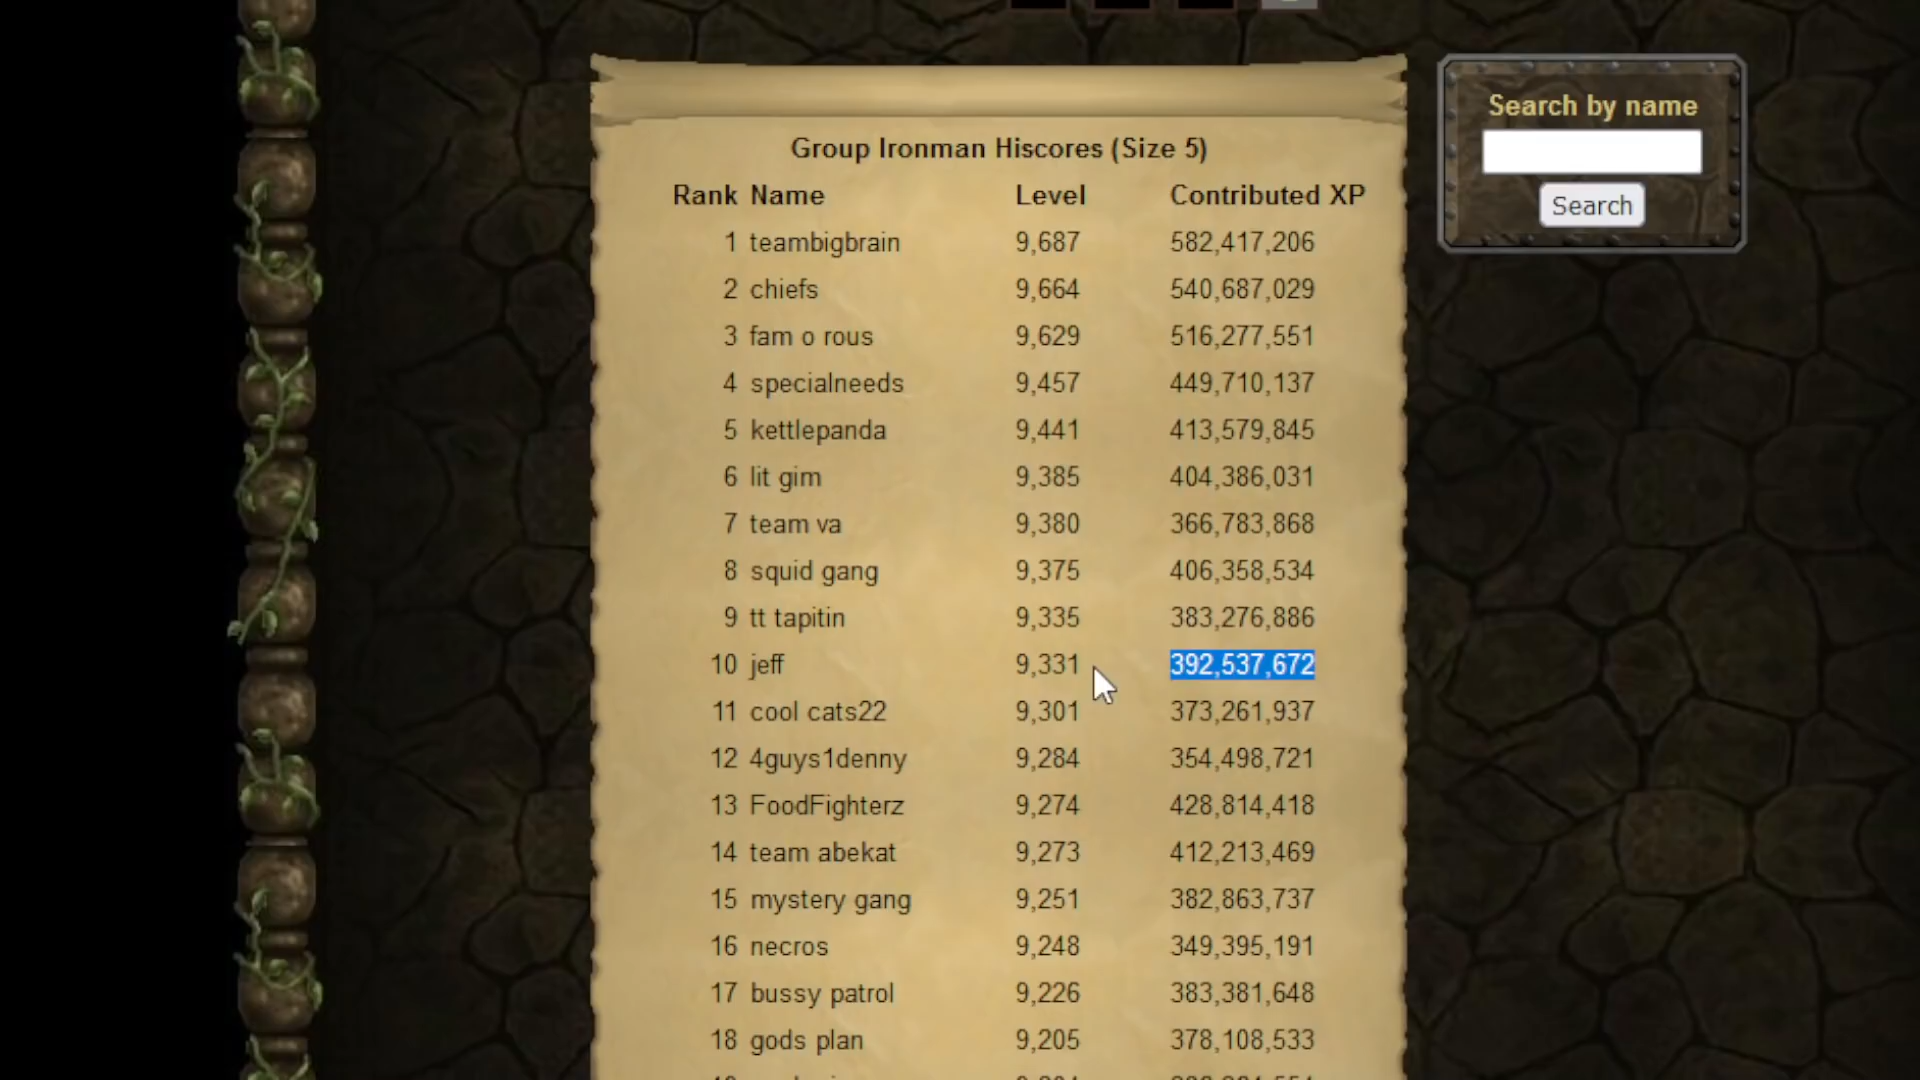 Search by name
Search
Group Ironman Hiscores (Size 5)
Rank Name Level Contributed XP
1 teambigbrain 9,687 582,417,206
2 chiefs 9,664 540,687,029
3 fam o rous 9,629 516,277,551
4 specialneeds 9,457 449,710,137
5 kettlepanda 9,441 413,579,845
6 lit gim 9,385 404,386,031
7 team va 9,380 366,783,868
8 squid gang 9,375 406,358,534
9 tt tapitin 9,335 383,276,886
10 jeff 9,331 392,537,672
11 cool cats22 9,301 373,261,937
12 4guys1denny 9,284 354,498,721
13 FoodFighterz 9,274 428,814,418
14 team abekat 9,273 412,213,469
15 mystery gang 9,251 382,863,737
16 necros 9,248 349,395,191
17 bussy patrol 9,226 383,381,648
18 gods plan 9,205 378,108,533